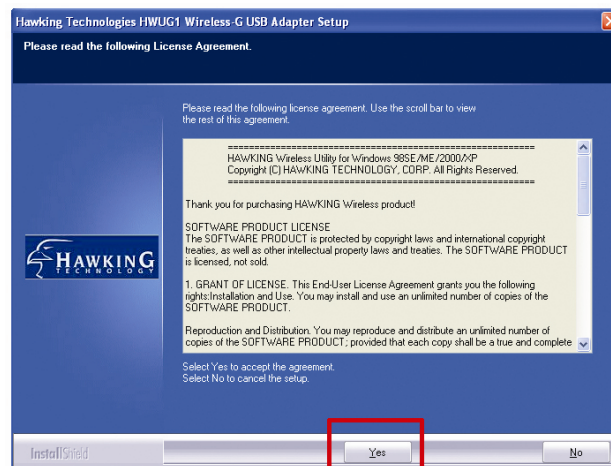 Hawking Technologies HWUG1 Wireless-G USB Adapter Setup
Please read the following License Agreement.
Please read the following license agreement. Use the scroll bar to view
the rest of this agreement.
============================================================
HAWKING Wireless Utility for Windows 98SE/ME/2000/XP
Copyright (C) HAWKING TECHNOLOGY, CORP. All Rights Reserved.
============================================================
Thank you for purchasing HAWKING Wireless product!
SOFTWARE PRODUCT LICENSE
The SOFTWARE PRODUCT is protected by copyright laws and international copyright
treaties, as well as other intellectual property laws and treaties. The SOFTWARE PRODUCT
is licensed, not sold.
1. GRANT OF LICENSE. This End-User License Agreement grants you the following
rights:Installation and Use. You may install and use an unlimited number of copies of the
SOFTWARE PRODUCT.
Reproduction and Distribution. You may reproduce and distribute an unlimited number of
copies of the SOFTWARE PRODUCT; provided that each copy shall be a true and complete
HAWKING
TECHNOLOGY
Select Yes to accept the agreement.
Select No to cancel the setup.
InstallShield
Yes
No